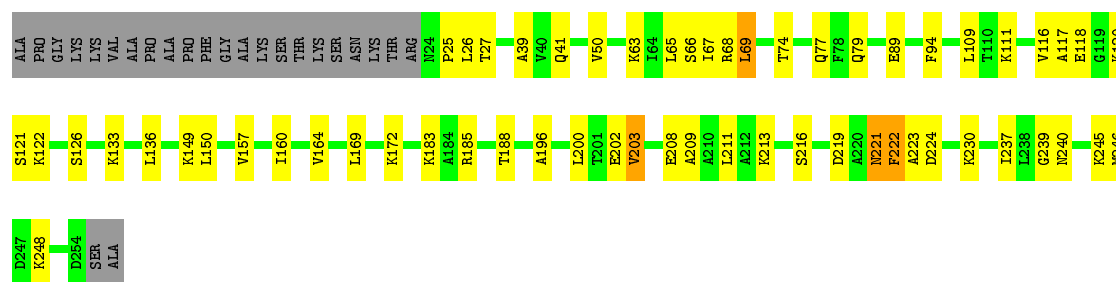 ALA PRO GLY LYS LYS VAL ALA PRO ALA ALA PRO PHE GLY ALA LYS SER THR LYS SER ASN LYS THR ARG N24 P25 L26 T27 A39 V40 Q41 V50 K63 I64 L65 S66 I67 R68 L69 T74 Q77 F78 Q79 E89 F94 L109 T110 K111 V116 A117 E118 G119
S121 K122 S126 K133 L136 K149 L150 V157 I160 V164 L169 K172 K183 A184 R185 T188 A196 L200 T201 E202 V203 E208 A209 A210 L211 A212 K213 S216 D219 A220 N221 F222 A223 D224 K230 I237 L238 G239 N240 K245
D247 K248 D254 SER ALA